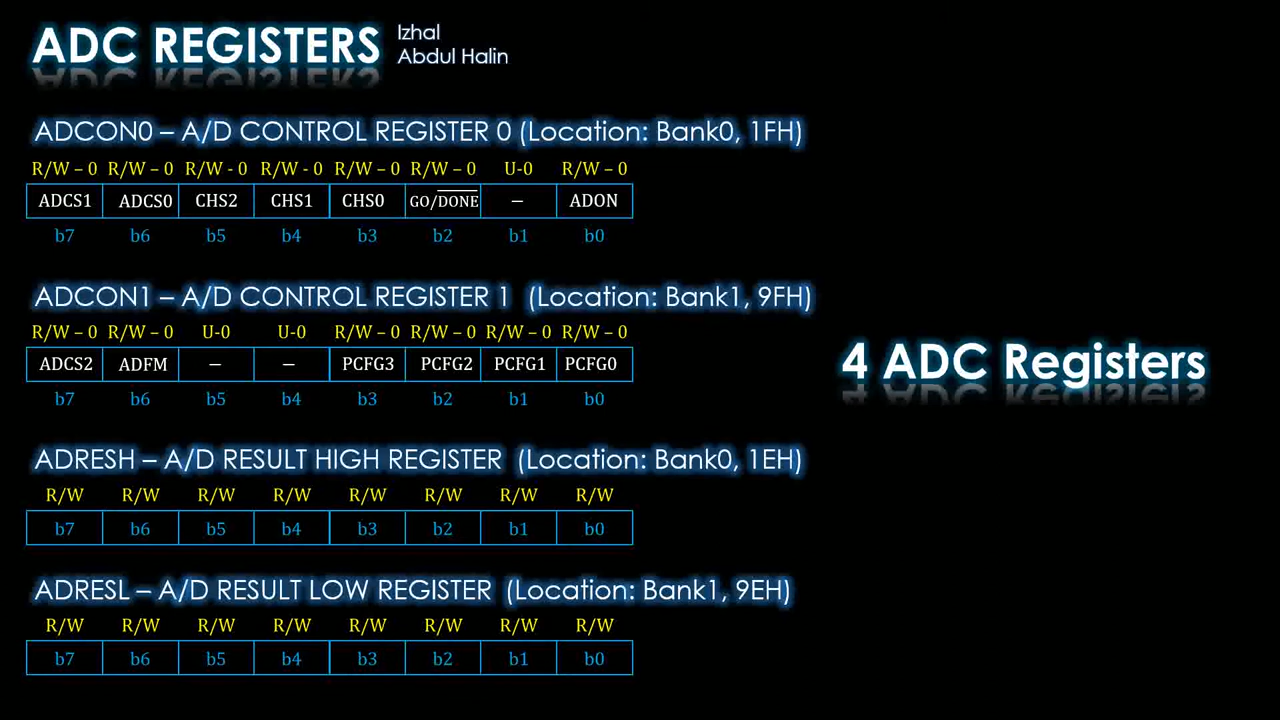 ADC REGISTERS
Izhal
Abdul Halin
ADCON0 – A/D CONTROL REGISTER 0 (Location: Bank0, 1FH)
R/W – 0 R/W – 0 R/W - 0 R/W - 0 R/W – 0 R/W – 0 U-0 R/W – 0
ADCS1 ADCS0 CHS2 CHS1 CHS0 GO/D̅O̅N̅E̅ – ADON
b7 b6 b5 b4 b3 b2 b1 b0
ADCON1 – A/D CONTROL REGISTER 1 (Location: Bank1, 9FH)
R/W – 0 R/W – 0 U-0 U-0 R/W – 0 R/W – 0 R/W – 0 R/W – 0
ADCS2 ADFM – – PCFG3 PCFG2 PCFG1 PCFG0
b7 b6 b5 b4 b3 b2 b1 b0
4 ADC Registers
ADRESH – A/D RESULT HIGH REGISTER (Location: Bank0, 1EH)
R/W R/W R/W R/W R/W R/W R/W R/W
b7 b6 b5 b4 b3 b2 b1 b0
ADRESL – A/D RESULT LOW REGISTER (Location: Bank1, 9EH)
R/W R/W R/W R/W R/W R/W R/W R/W
b7 b6 b5 b4 b3 b2 b1 b0